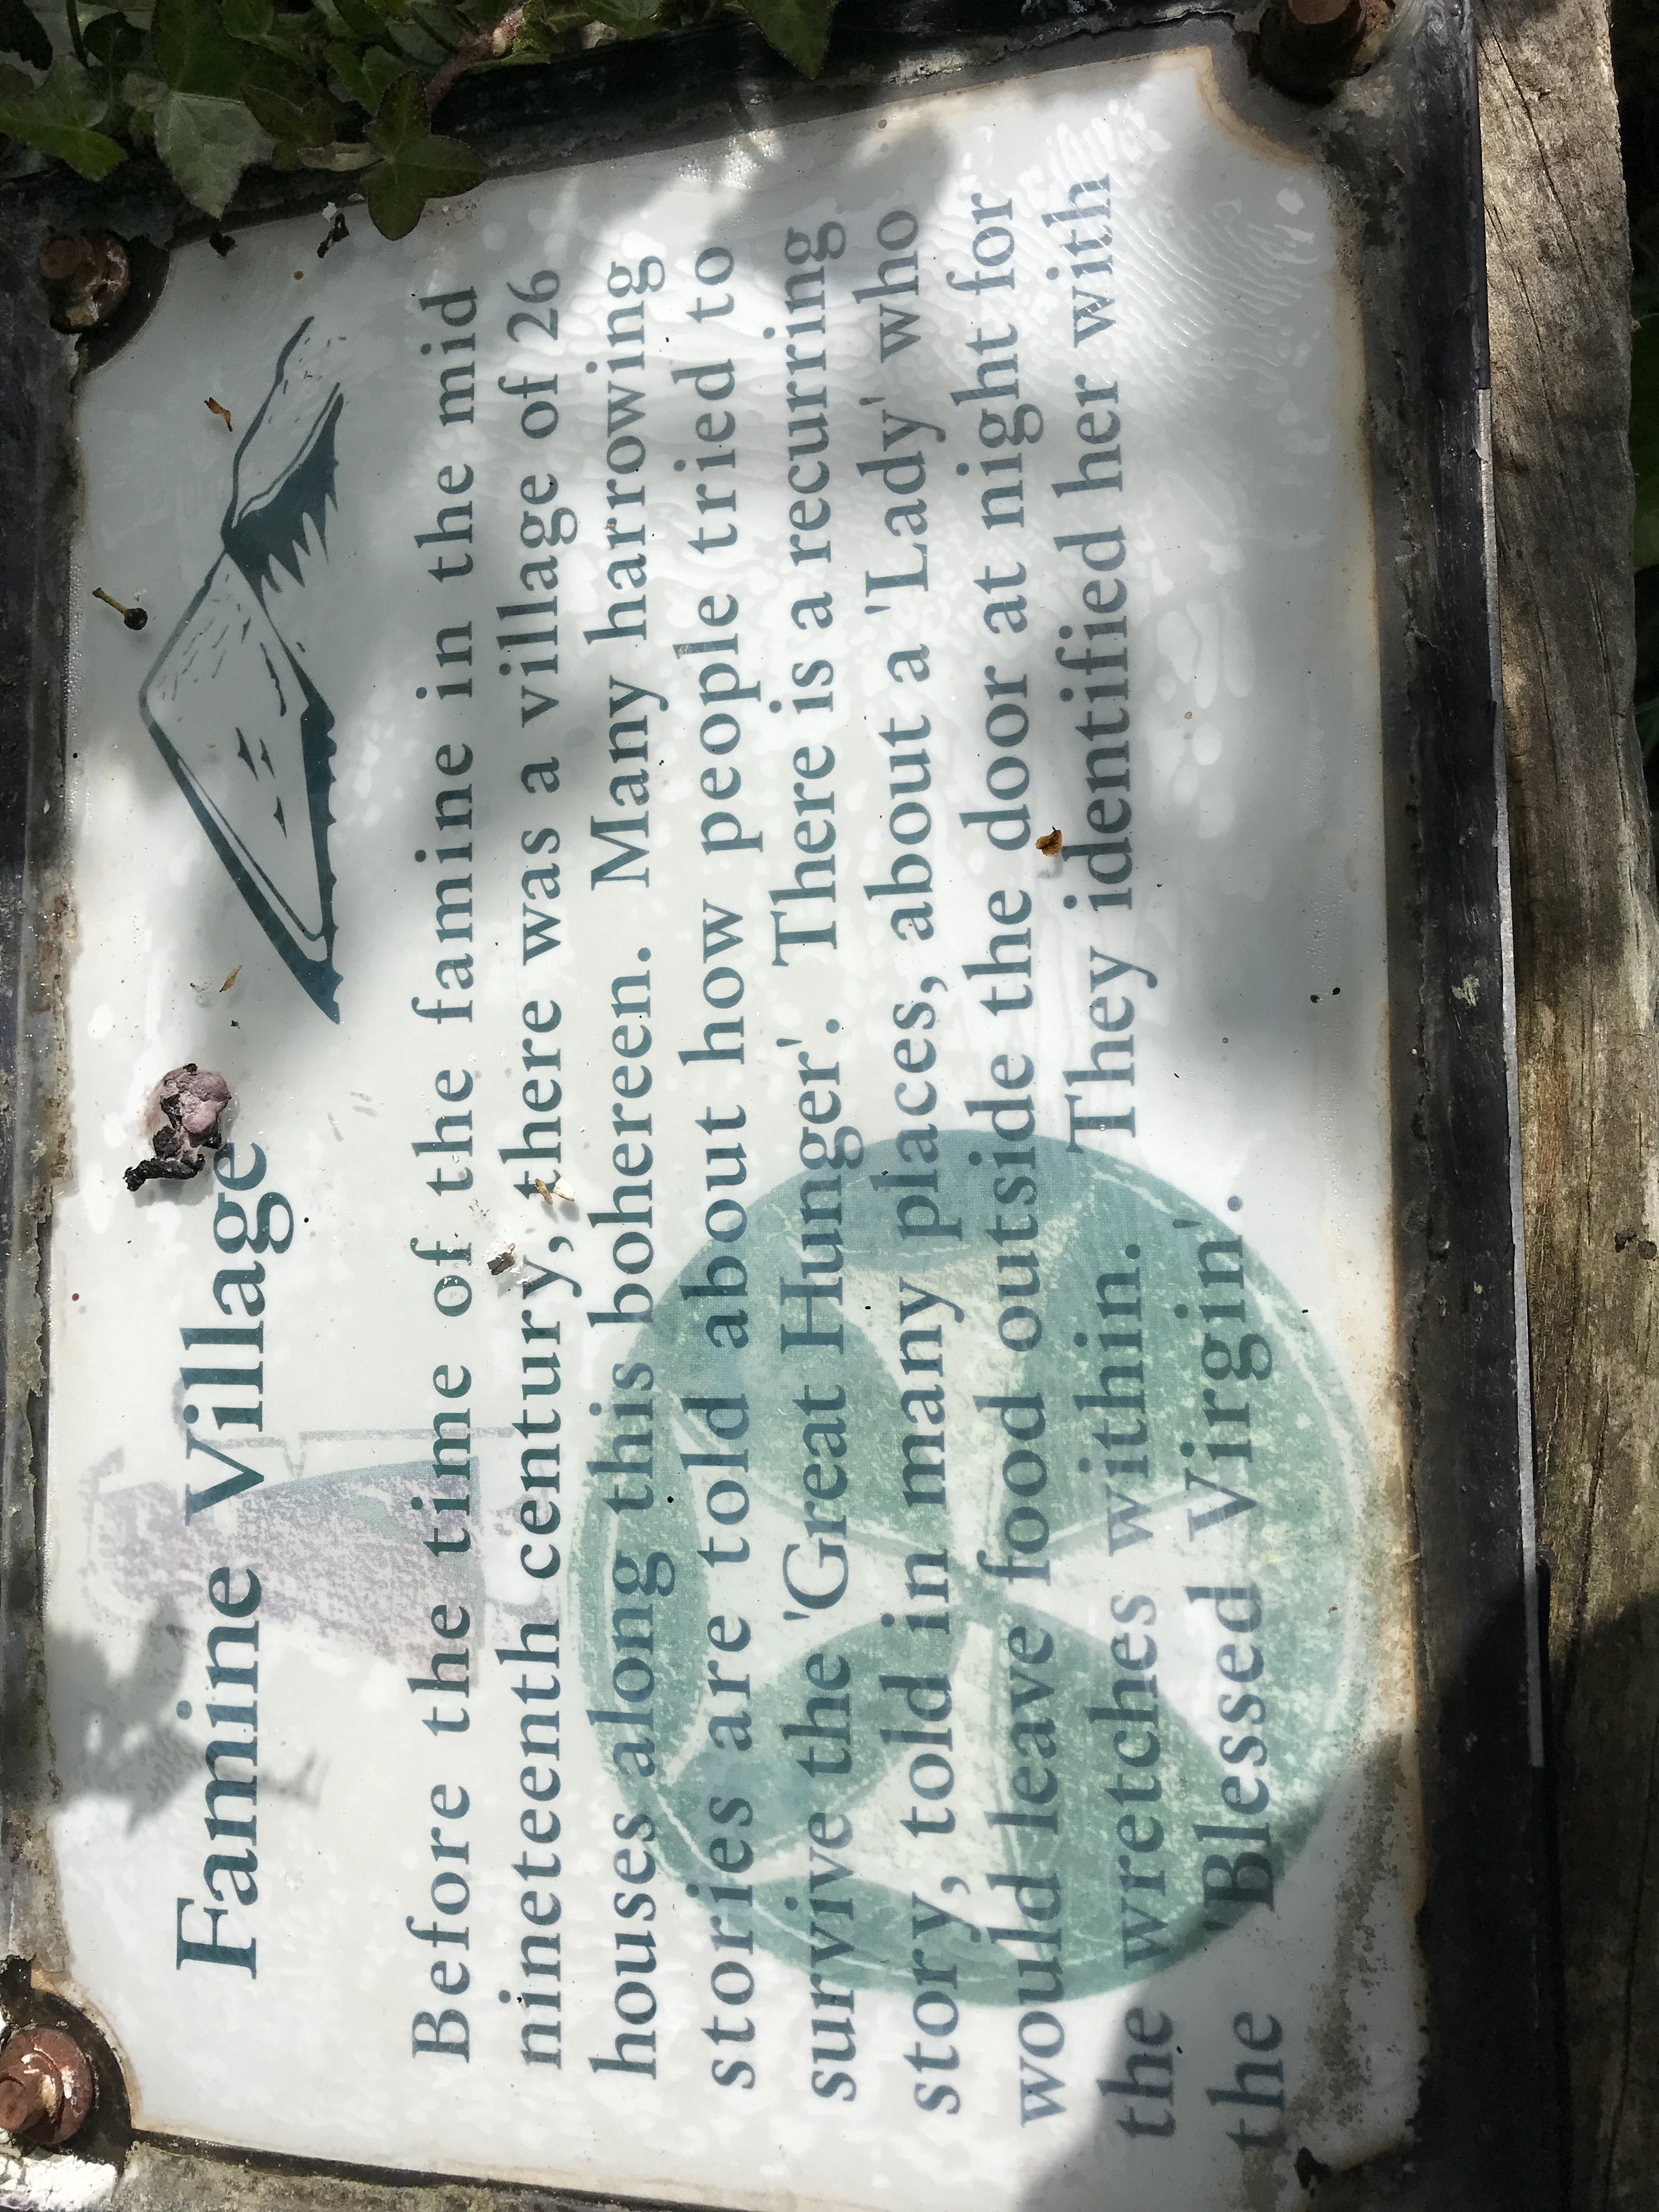 Famine Village
Before the time of the famine in the mid
nineteenth century, there was a village of 26
houses along this bohereen. Many harrowing
stories are told about how people tried to
survive the 'Great Hunger'. There is a recurring
story, told in many places, about a 'Lady' who
would leave food outside the door at night for
the wretches within. They identified her with
the 'Blessed Virgin'.